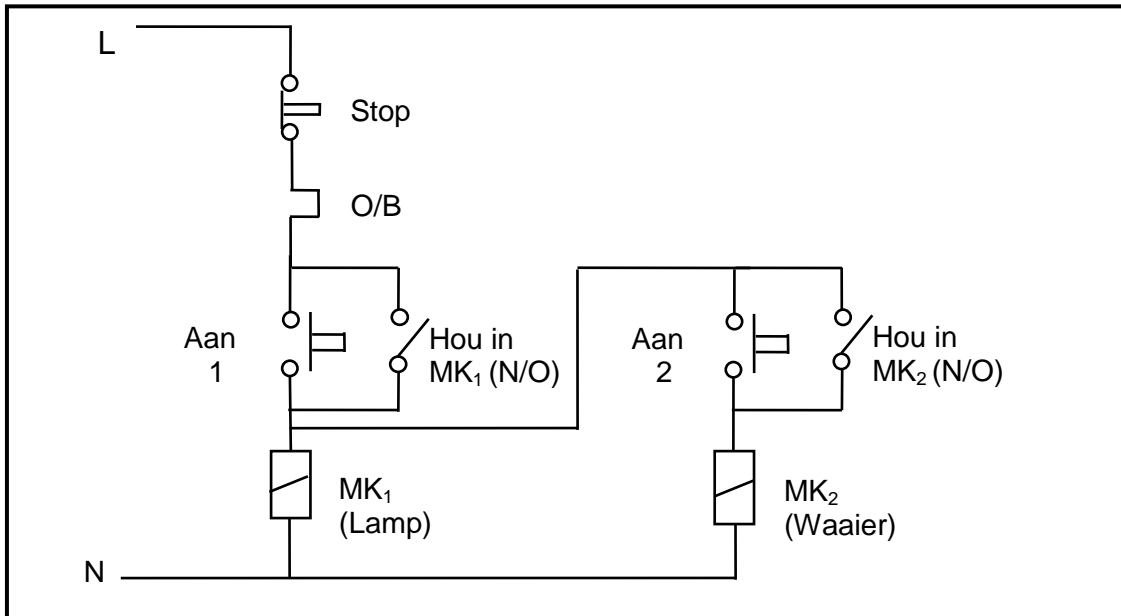 L
Stop
O/B
Aan
1
Hou in
MK₁ (N/O)
Aan
2
Hou in
MK₂ (N/O)
MK₁
(Lamp)
MK₂
(Waaier)
N